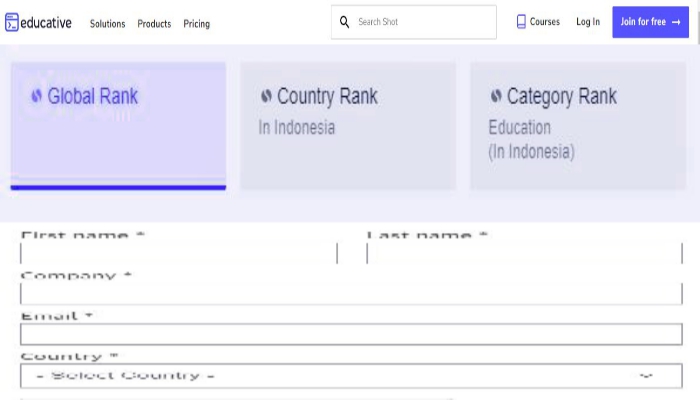 educative Solutions Products Pricing Search Shot Courses Log In Join for free →
Global Rank Country Rank Category Rank
In Indonesia Education
(In Indonesia)
First name * Last name *
Company *
Email *
Country *
- Select Country -